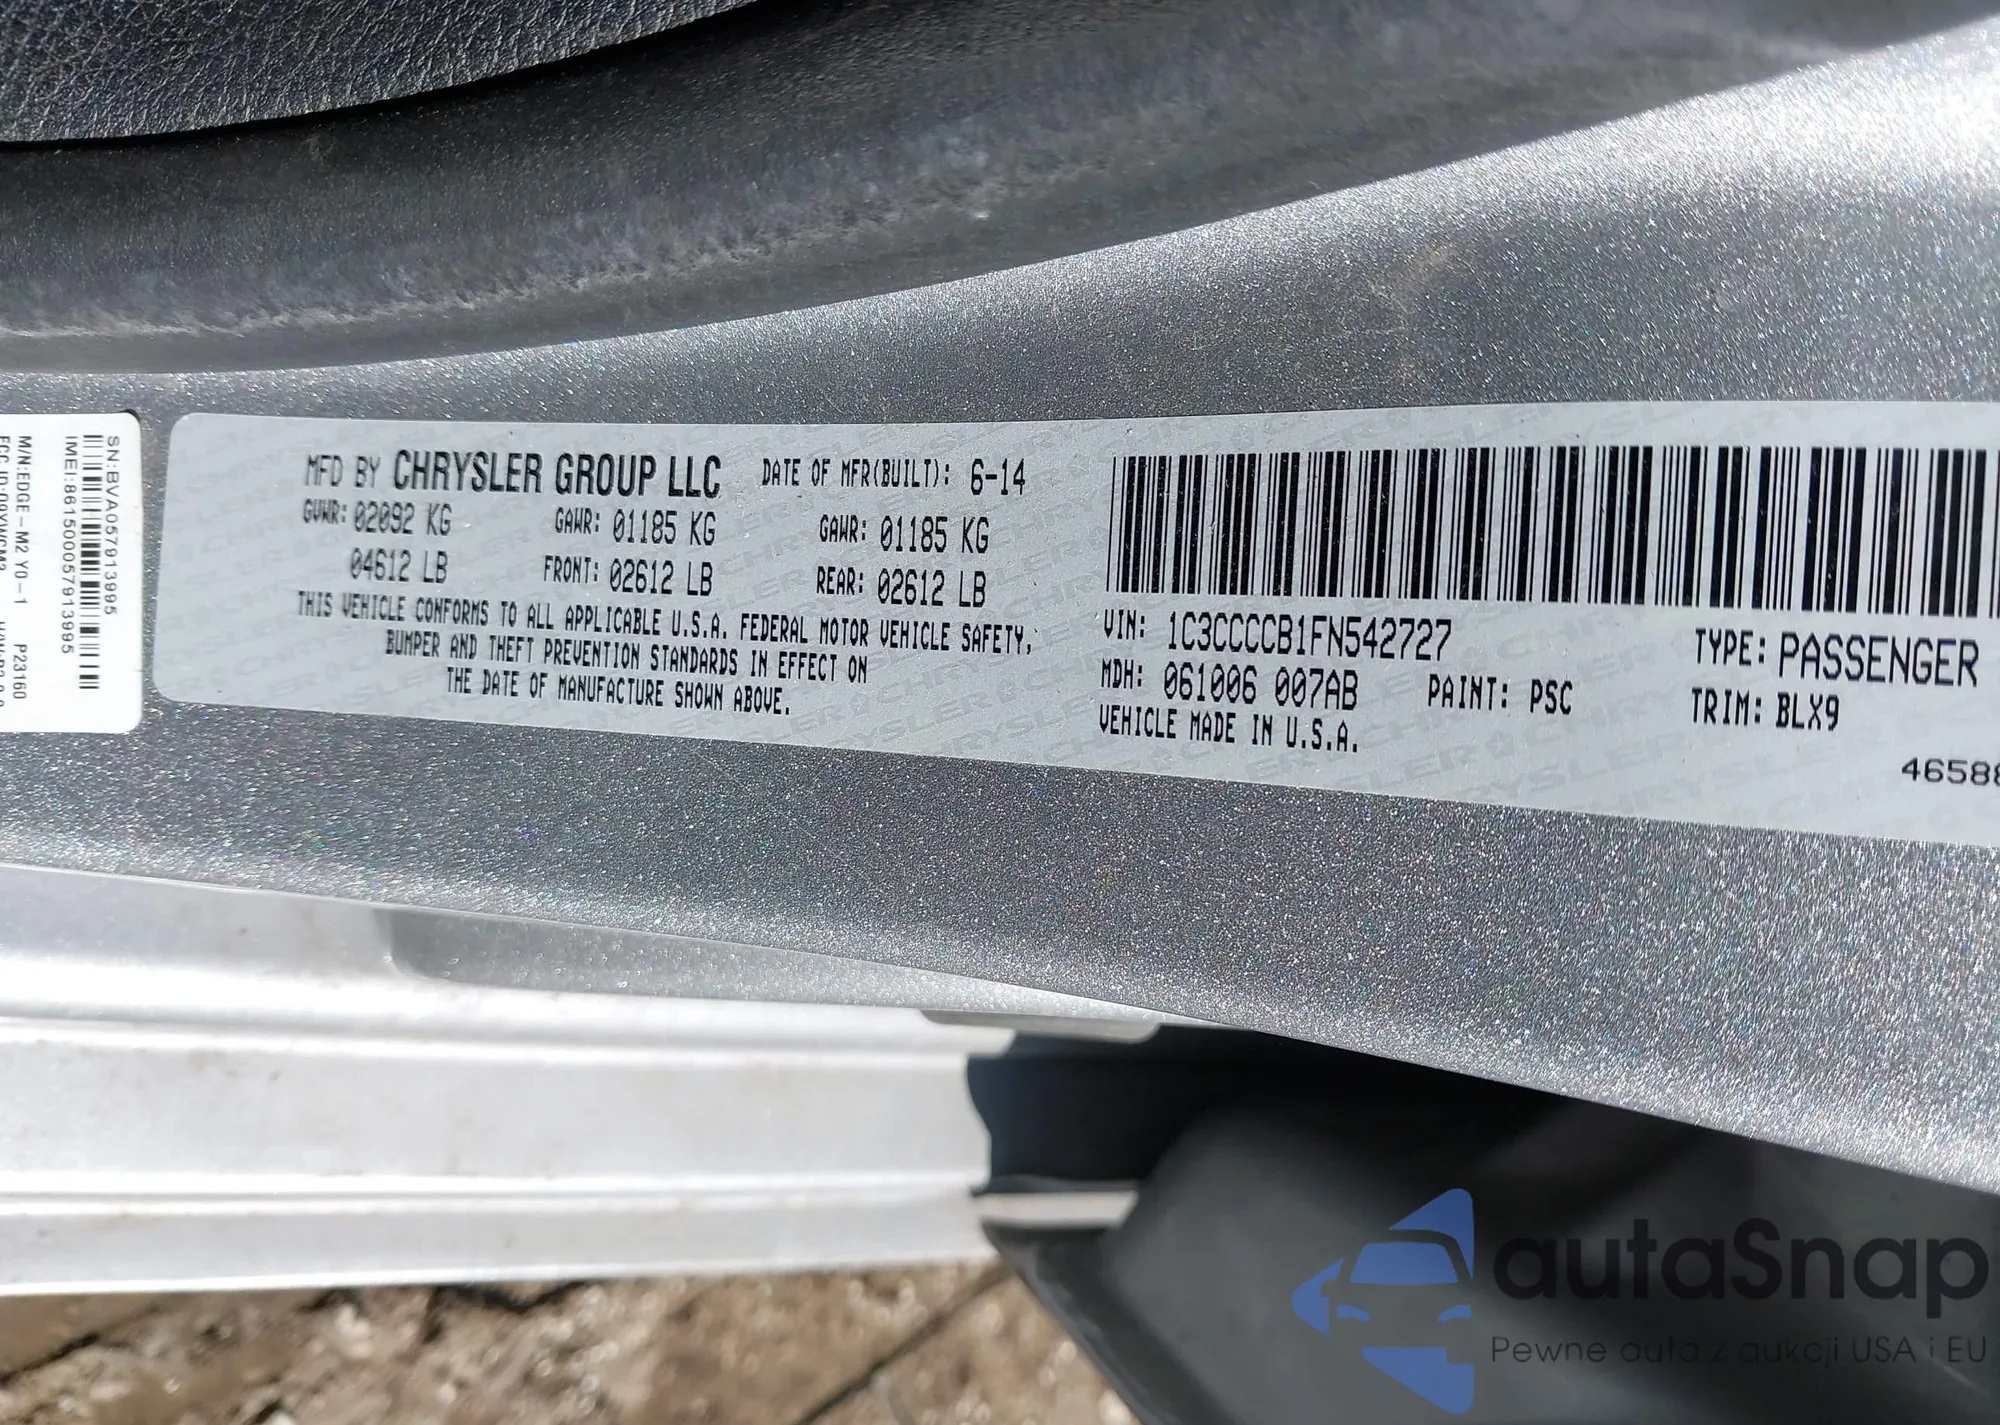 SN:BVA057913995
IMEI:861500057913995
M/N:EDGE-M2 Y0-1 P23160
MFD BY CHRYSLER GROUP LLC DATE OF MFR(BUILT): 6-14
GVWR: 02092 KG GAWR: 01185 KG GAWR: 01185 KG
04612 LB FRONT: 02612 LB REAR: 02612 LB
THIS VEHICLE CONFORMS TO ALL APPLICABLE U.S.A. FEDERAL MOTOR VEHICLE SAFETY,
BUMPER AND THEFT PREVENTION STANDARDS IN EFFECT ON
THE DATE OF MANUFACTURE SHOWN ABOVE.
VIN: 1C3CCCCB1FN542727 TYPE: PASSENGER
MDH: 061006 007AB PAINT: PSC TRIM: BLX9
VEHICLE MADE IN U.S.A.
46588
autaSnap
Pewne auta z aukcji USA i EU